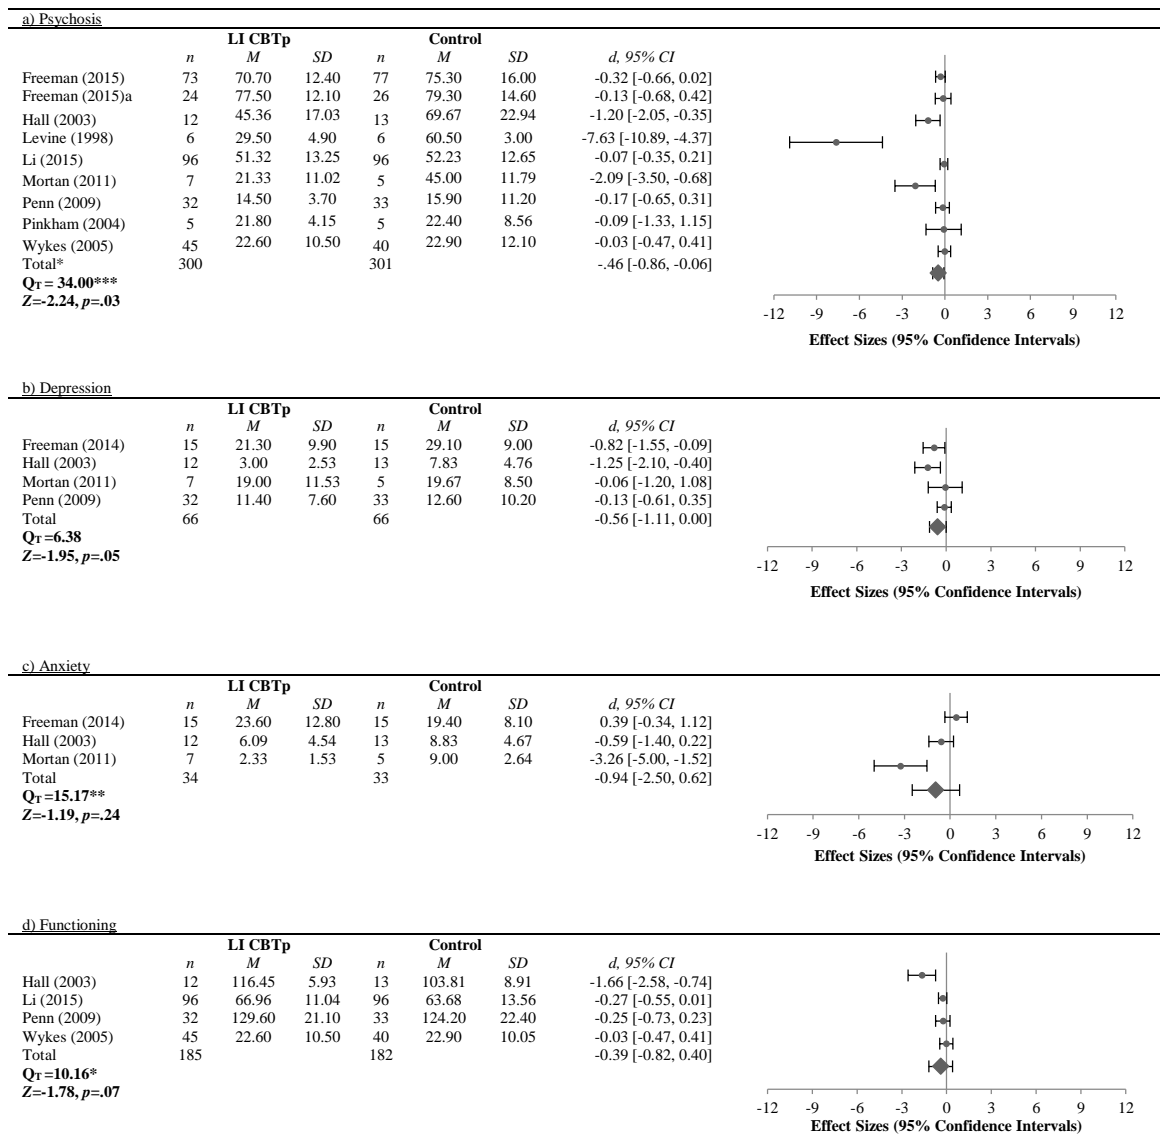 a) Psychosis
LI CBTp Control
n M SD n M SD d, 95% CI
Freeman (2015) 73 70.70 12.40 77 75.30 16.00 -0.32 [-0.66, 0.02]
Freeman (2015)a 24 77.50 12.10 26 79.30 14.60 -0.13 [-0.68, 0.42]
Hall (2003) 12 45.36 17.03 13 69.67 22.94 -1.20 [-2.05, -0.35]
Levine (1998) 6 29.50 4.90 6 60.50 3.00 -7.63 [-10.89, -4.37]
Li (2015) 96 51.32 13.25 96 52.23 12.65 -0.07 [-0.35, 0.21]
Mortan (2011) 7 21.33 11.02 5 45.00 11.79 -2.09 [-3.50, -0.68]
Penn (2009) 32 14.50 3.70 33 15.90 11.20 -0.17 [-0.65, 0.31]
Pinkham (2004) 5 21.80 4.15 5 22.40 8.56 -0.09 [-1.33, 1.15]
Wykes (2005) 45 22.60 10.50 40 22.90 12.10 -0.03 [-0.47, 0.41]
Total* 300 301 -.46 [-0.86, -0.06]
QT = 34.00***
Z=-2.24, p=.03
-12 -9 -6 -3 0 3 6 9 12
Effect Sizes (95% Confidence Intervals)
b) Depression
LI CBTp Control
n M SD n M SD d, 95% CI
Freeman (2014) 15 21.30 9.90 15 29.10 9.00 -0.82 [-1.55, -0.09]
Hall (2003) 12 3.00 2.53 13 7.83 4.76 -1.25 [-2.10, -0.40]
Mortan (2011) 7 19.00 11.53 5 19.67 8.50 -0.06 [-1.20, 1.08]
Penn (2009) 32 11.40 7.60 33 12.60 10.20 -0.13 [-0.61, 0.35]
Total 66 66 -0.56 [-1.11, 0.00]
QT =6.38
Z=-1.95, p=.05
-12 -9 -6 -3 0 3 6 9 12
Effect Sizes (95% Confidence Intervals)
c) Anxiety
LI CBTp Control
n M SD n M SD d, 95% CI
Freeman (2014) 15 23.60 12.80 15 19.40 8.10 0.39 [-0.34, 1.12]
Hall (2003) 12 6.09 4.54 13 8.83 4.67 -0.59 [-1.40, 0.22]
Mortan (2011) 7 2.33 1.53 5 9.00 2.64 -3.26 [-5.00, -1.52]
Total 34 33 -0.94 [-2.50, 0.62]
QT =15.17**
Z=-1.19, p=.24
-12 -9 -6 -3 0 3 6 9 12
Effect Sizes (95% Confidence Intervals)
d) Functioning
LI CBTp Control
n M SD n M SD d, 95% CI
Hall (2003) 12 116.45 5.93 13 103.81 8.91 -1.66 [-2.58, -0.74]
Li (2015) 96 66.96 11.04 96 63.68 13.56 -0.27 [-0.55, 0.01]
Penn (2009) 32 129.60 21.10 33 124.20 22.40 -0.25 [-0.73, 0.23]
Wykes (2005) 45 22.60 10.50 40 22.90 10.05 -0.03 [-0.47, 0.41]
Total 185 182 -0.39 [-0.82, 0.40]
QT =10.16*
Z=-1.78, p=.07
-12 -9 -6 -3 0 3 6 9 12
Effect Sizes (95% Confidence Intervals)